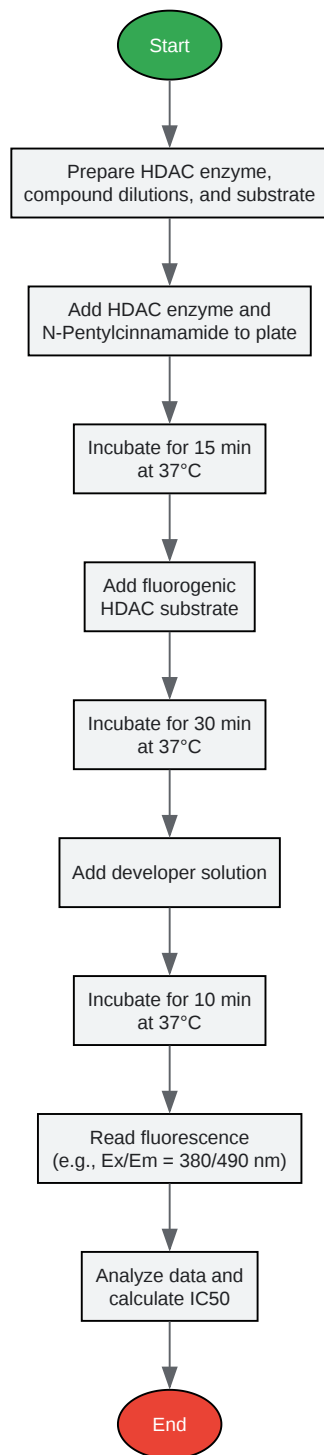 Start
Prepare HDAC enzyme,
compound dilutions, and substrate
Add HDAC enzyme and
N-Pentylcinnamamide to plate
Incubate for 15 min
at 37°C
Add fluorogenic
HDAC substrate
Incubate for 30 min
at 37°C
Add developer solution
Incubate for 10 min
at 37°C
Read fluorescence
(e.g., Ex/Em = 380/490 nm)
Analyze data and
calculate IC50
End